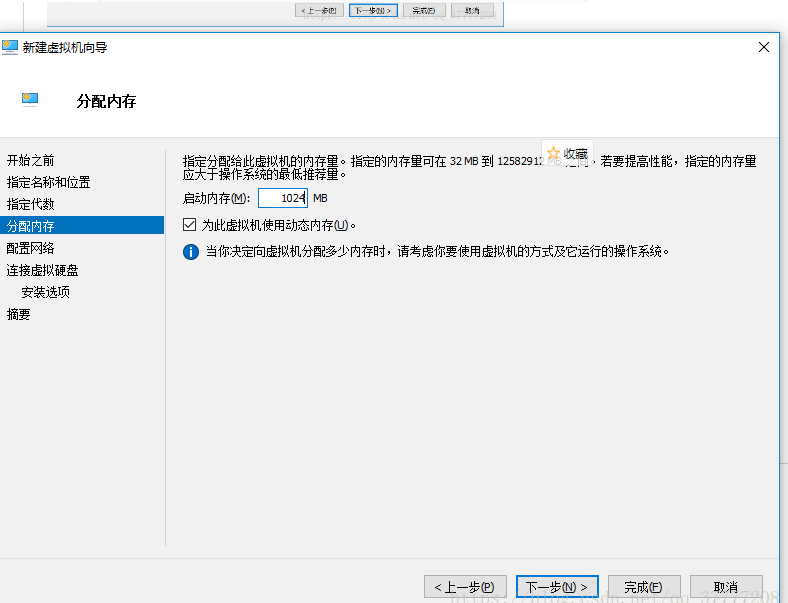 < 上一步(P)
下一步(N) >
完成(F)
取消
新建虚拟机向导
分配内存
开始之前
指定名称和位置
指定代数
分配内存
配置网络
连接虚拟硬盘
安装选项
摘要
指定分配给此虚拟机的内存量。指定的内存量可在 32 MB 到 12582912 MB 之间。若要提高性能，指定的内存量
应大于操作系统的最低推荐量。
收藏
启动内存(M): 1024 MB
为此虚拟机使用动态内存(U)。
当你决定向虚拟机分配多少内存时，请考虑你要使用虚拟机的方式及它运行的操作系统。
< 上一步(P)
下一步(N) >
完成(F)
取消
https://blog.csdn.net/qq_37777208